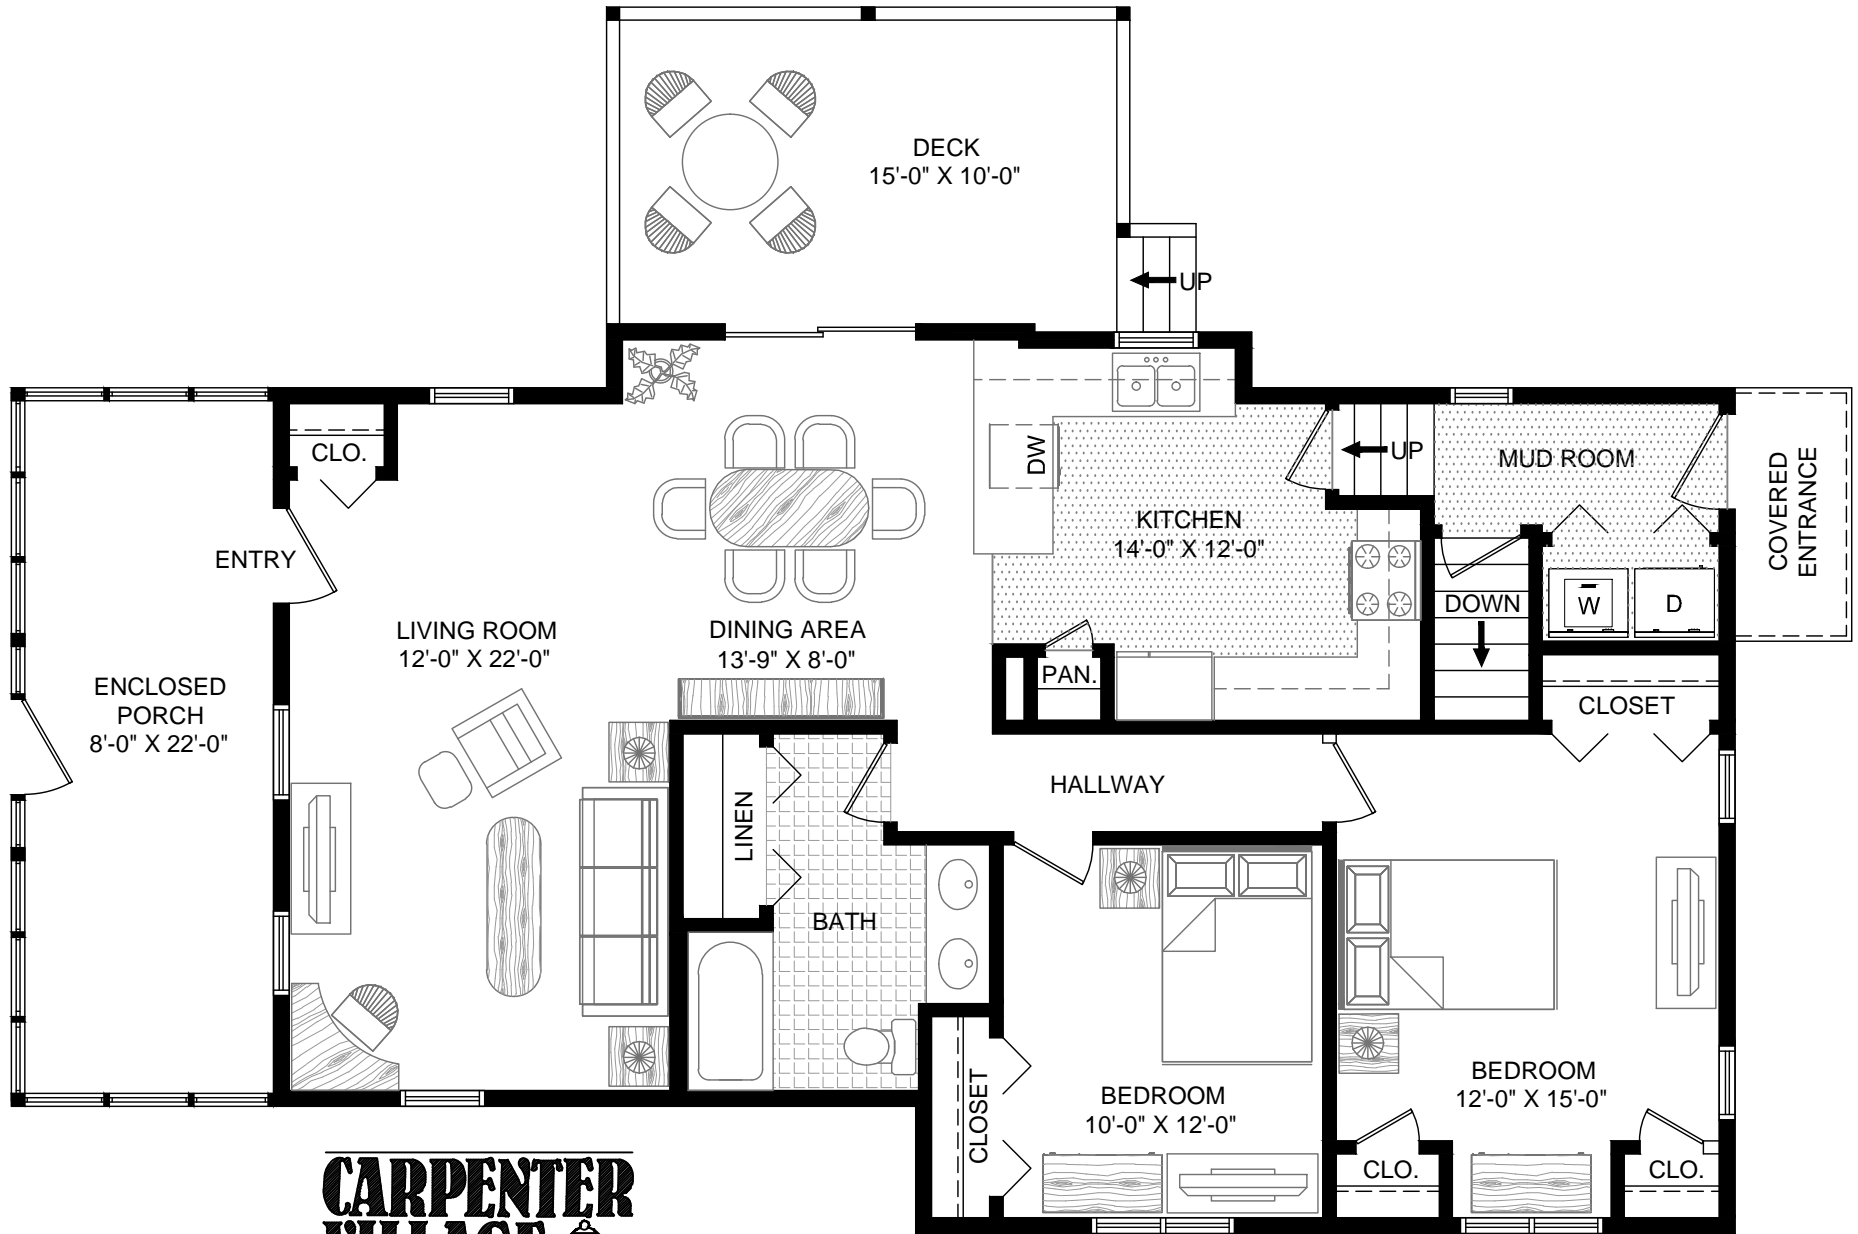 DECK
15'-0" X 10'-0"
UP
CLO.
ENTRY
ENCLOSED
PORCH
8'-0" X 22'-0"
LIVING ROOM
12'-0" X 22'-0"
DINING AREA
13'-9" X 8'-0"
DW
KITCHEN
14'-0" X 12'-0"
PAN.
UP
MUD ROOM
COVERED
ENTRANCE
DOWN
W
D
CLOSET
HALLWAY
LINEN
BATH
CLOSET
BEDROOM
10'-0" X 12'-0"
BEDROOM
12'-0" X 15'-0"
CLO.
CLO.
CARPENTER
VILLAGE